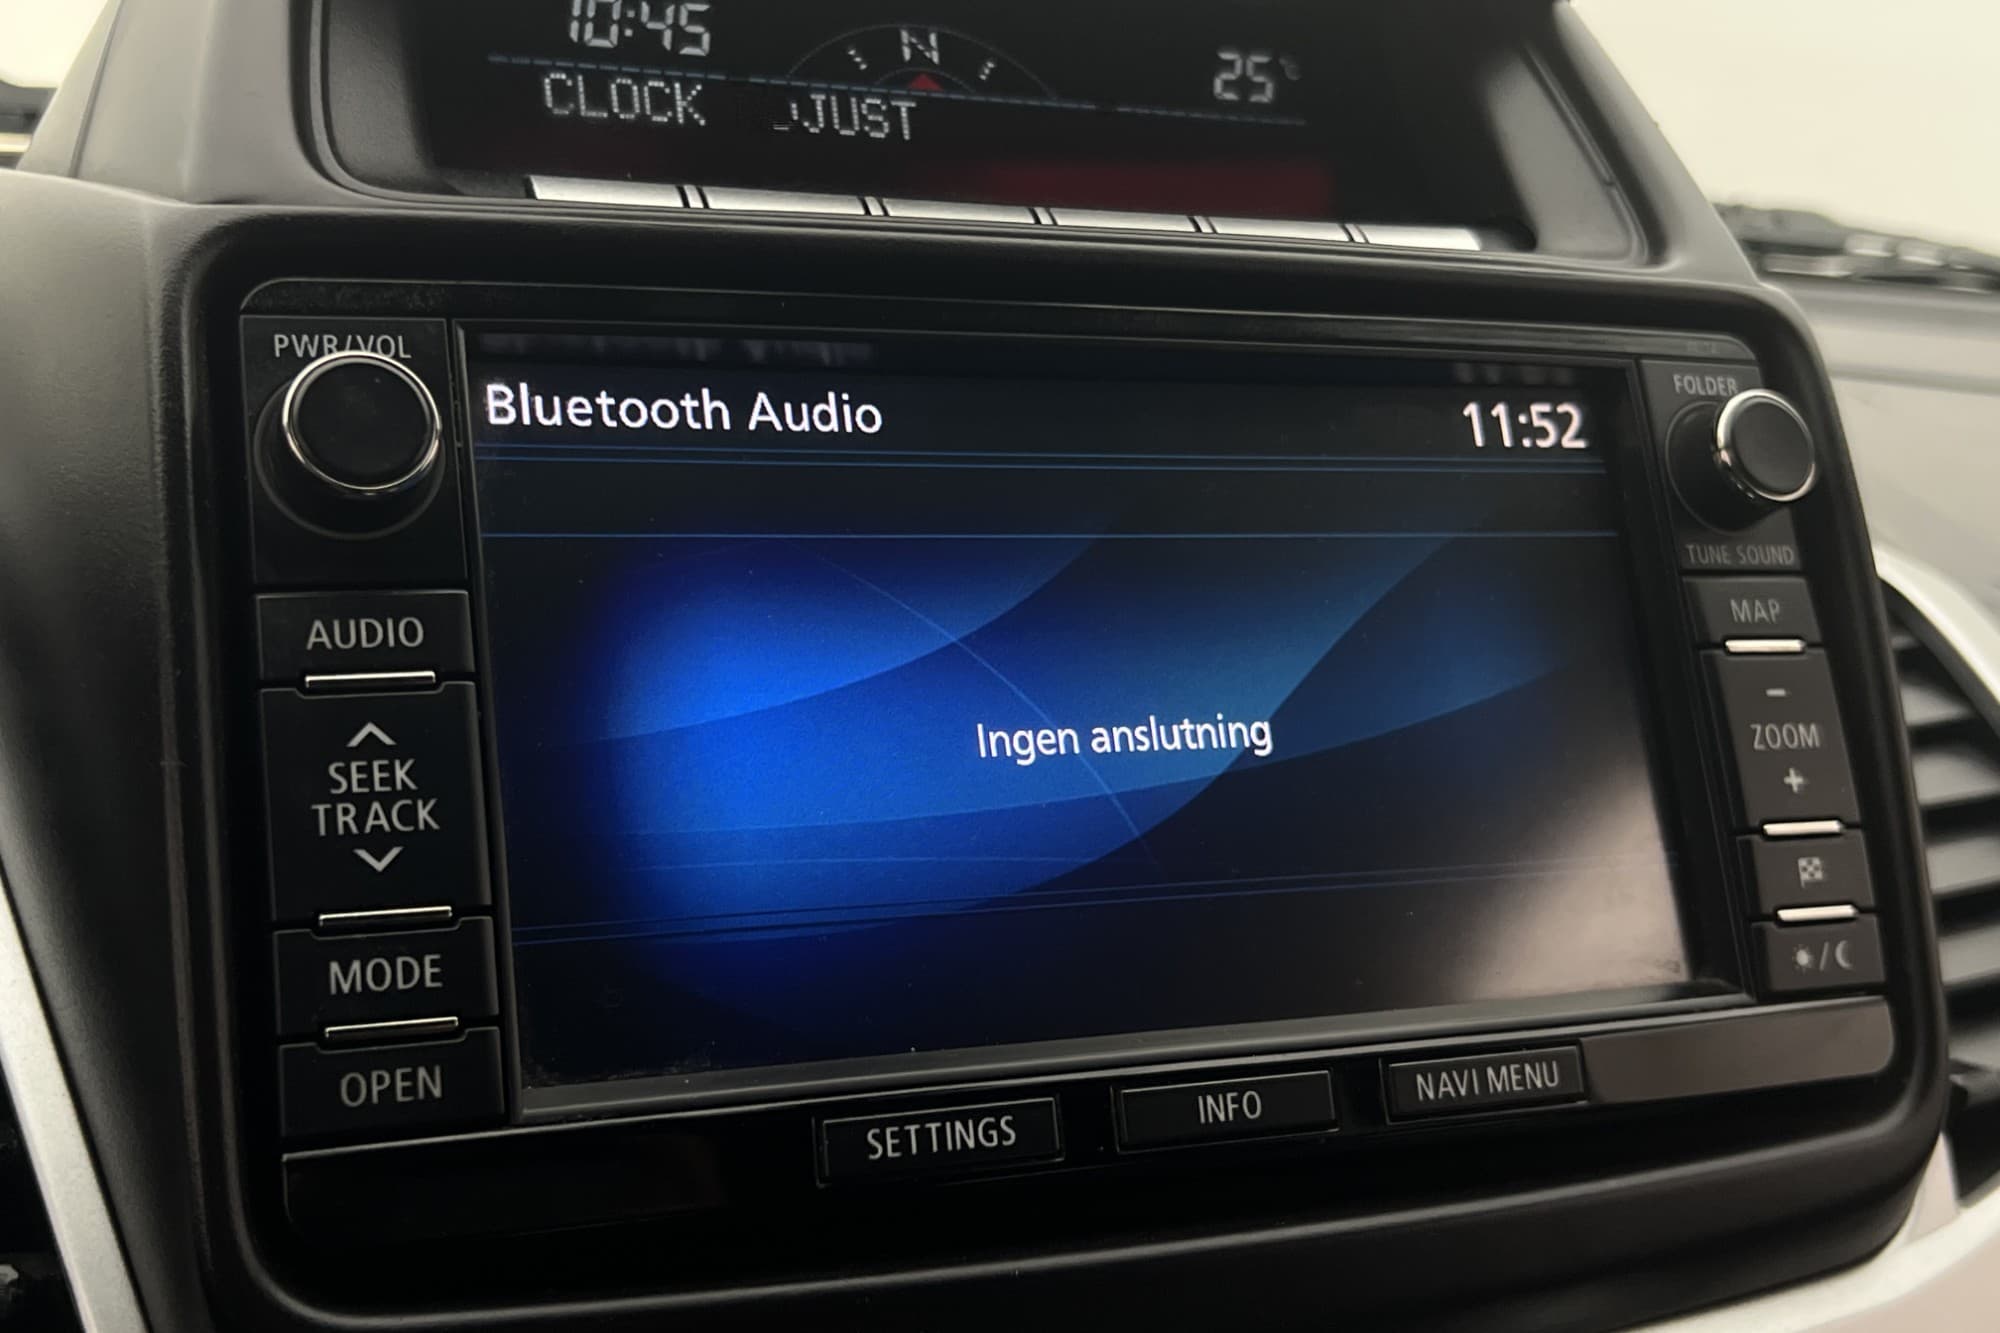 10:45
N
25°
CLOCK JUST
PWR/VOL
Bluetooth Audio
11:52
FOLDER
TUNE SOUND
AUDIO
MAP
SEEK
TRACK
- ZOOM +
Ingen anslutning
MODE
OPEN
SETTINGS
INFO
NAVI MENU